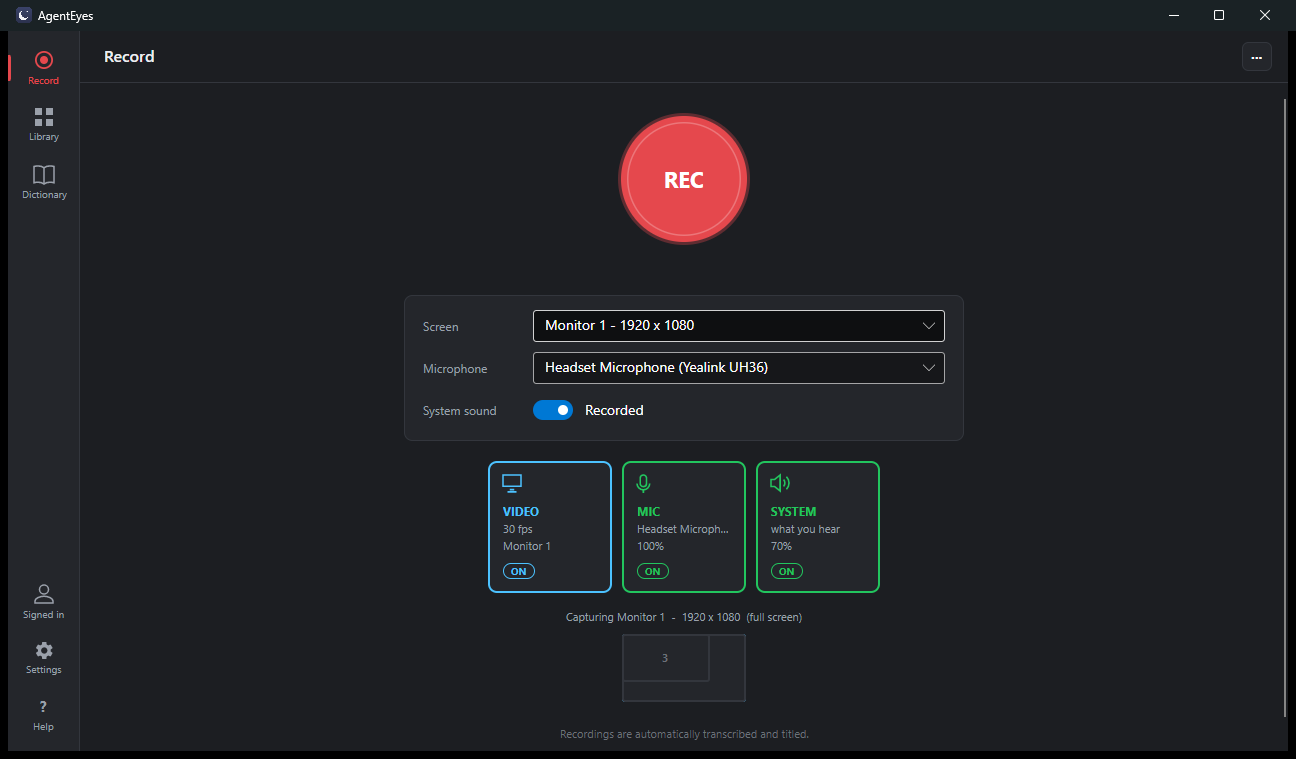 AgentEyes
Record
Record
...
Library
Dictionary
REC
Screen
Monitor 1 - 1920 x 1080
Microphone
Headset Microphone (Yealink UH36)
System sound
Recorded
VIDEO
30 fps
Monitor 1
ON
MIC
Headset Microph...
100%
ON
SYSTEM
what you hear
70%
ON
Capturing Monitor 1 - 1920 x 1080 (full screen)
3
Recordings are automatically transcribed and titled.
Signed in
Settings
?
Help